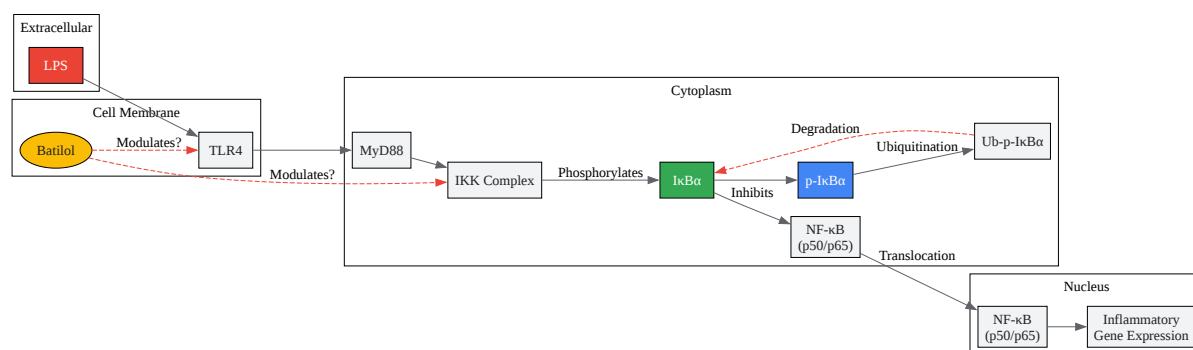 Extracellular
LPS
Cell Membrane
Batilol
Modulates?
TLR4
Modulates?
Cytoplasm
MyD88
IKK Complex
Phosphorylates
IκBα
Degradation
Inhibits
p-IκBα
Ubiquitination
Ub-p-IκBα
NF-κB
(p50/p65)
Translocation
Nucleus
NF-κB
(p50/p65)
Inflammatory
Gene Expression